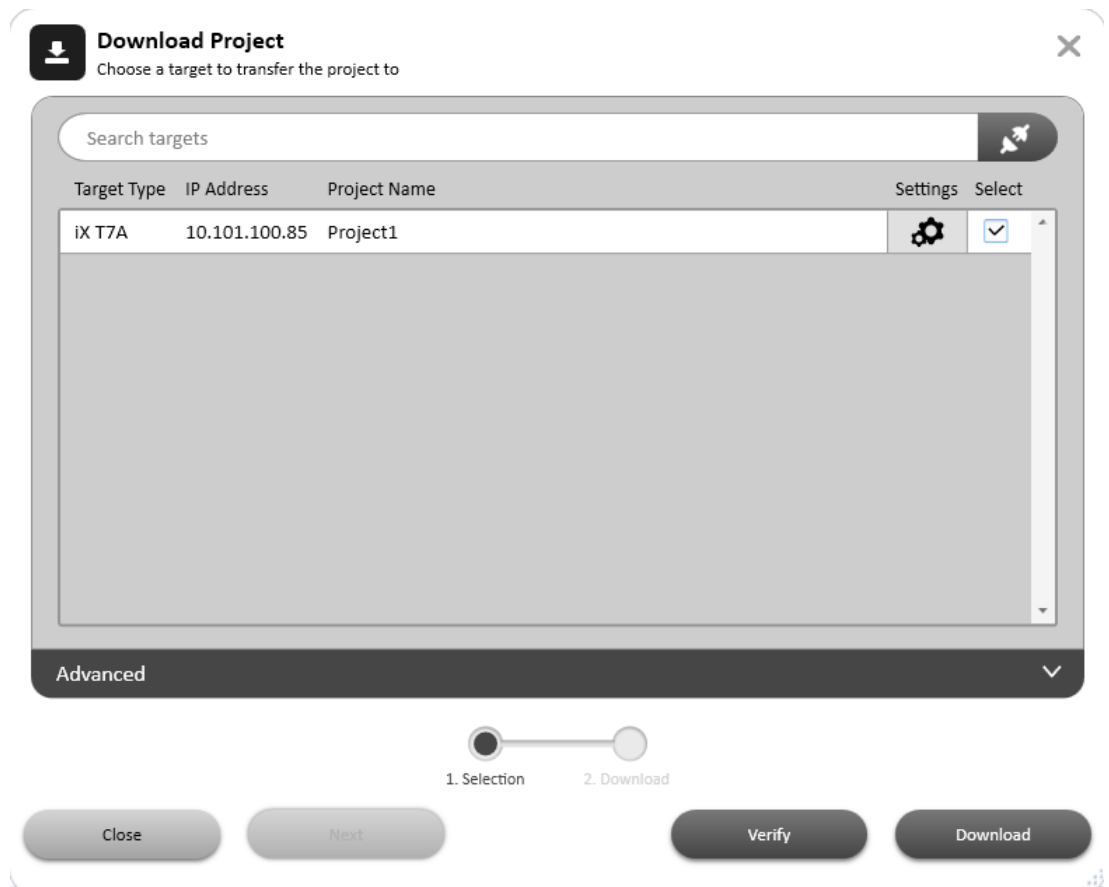 Download Project
Choose a target to transfer the project to
Search targets
Target Type IP Address Project Name Settings Select
iX T7A 10.101.100.85 Project1
Advanced
1. Selection 2. Download
Close Next Verify Download